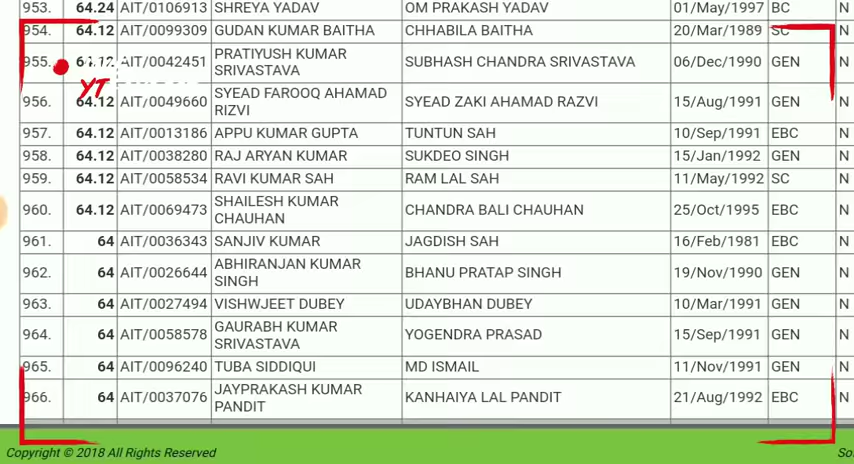 953. 64.24 AIT/0106913 SHREYA YADAV OM PRAKASH YADAV 01/May/1997 BC N
954. 64.12 AIT/0099309 GUDAN KUMAR BAITHA CHHABILA BAITHA 20/Mar/1989 SC N
955. 64.12 AIT/0042451 PRATIYUSH KUMAR SRIVASTAVA SUBHASH CHANDRA SRIVASTAVA 06/Dec/1990 GEN N
YT
956. 64.12 AIT/0049660 SYEAD FAROOQ AHAMAD RIZVI SYEAD ZAKI AHAMAD RAZVI 15/Aug/1991 GEN N
957. 64.12 AIT/0013186 APPU KUMAR GUPTA TUNTUN SAH 10/Sep/1991 EBC N
958. 64.12 AIT/0038280 RAJ ARYAN KUMAR SUKDEO SINGH 15/Jan/1992 GEN N
959. 64.12 AIT/0058534 RAVI KUMAR SAH RAM LAL SAH 11/May/1992 SC N
960. 64.12 AIT/0069473 SHAILESH KUMAR CHAUHAN CHANDRA BALI CHAUHAN 25/Oct/1995 EBC N
961. 64 AIT/0036343 SANJIV KUMAR JAGDISH SAH 16/Feb/1981 EBC N
962. 64 AIT/0026644 ABHIRANJAN KUMAR SINGH BHANU PRATAP SINGH 19/Nov/1990 GEN N
963. 64 AIT/0027494 VISHWJEET DUBEY UDAYBHAN DUBEY 10/Mar/1991 GEN N
964. 64 AIT/0058578 GAURABH KUMAR SRIVASTAVA YOGENDRA PRASAD 15/Sep/1991 GEN N
965. 64 AIT/0096240 TUBA SIDDIQUI MD ISMAIL 11/Nov/1991 GEN N
966. 64 AIT/0037076 JAYPRAKASH KUMAR PANDIT KANHAIYA LAL PANDIT 21/Aug/1992 EBC N
Copyright © 2018 All Rights Reserved